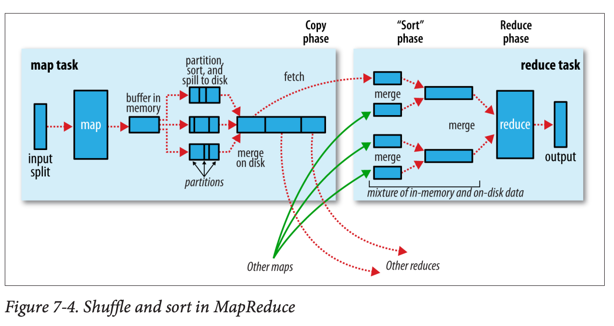 Copy
phase
“Sort”
phase
Reduce
phase
map task
partition,
sort, and
spill to disk
fetch
reduce task
buffer in
memory
map
input
split
merge
on disk
partitions
merge
merge
merge
reduce
output
mixture of in-memory and on-disk data
Other maps
Other reduces
Figure 7-4. Shuffle and sort in MapReduce